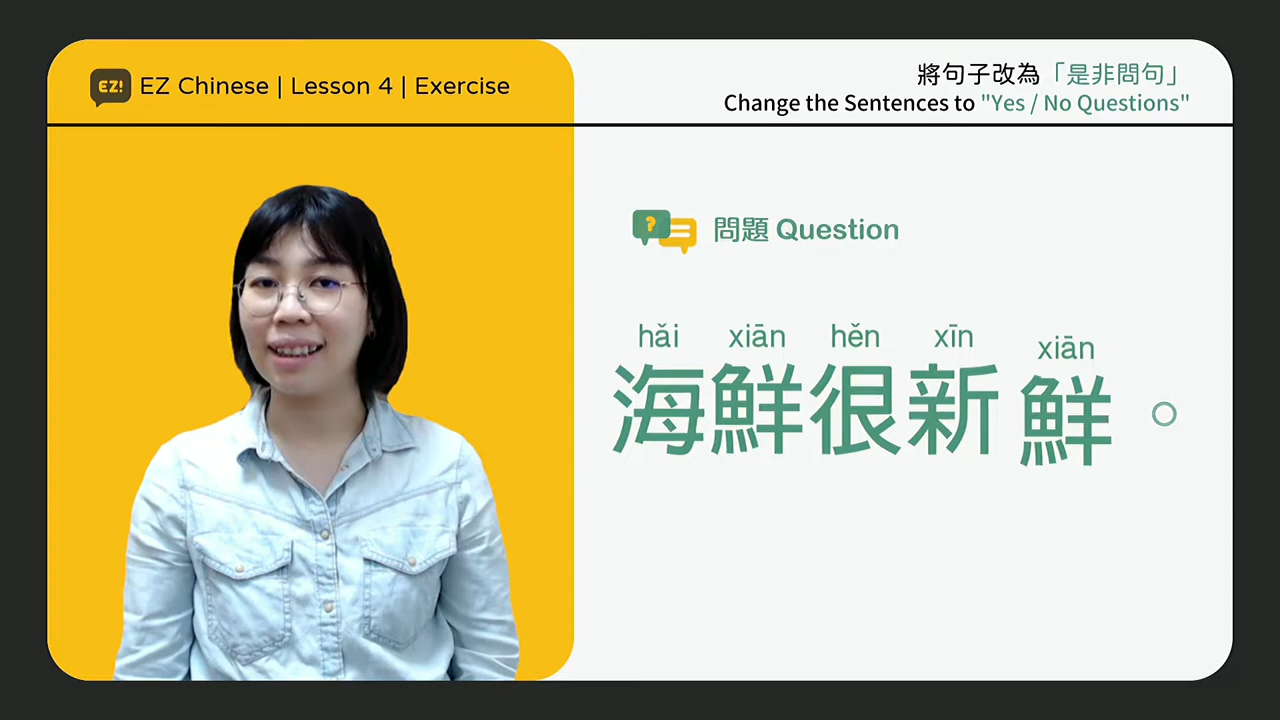 EZ! EZ Chinese | Lesson 4 | Exercise
將句子改為「是非問句」
Change the Sentences to "Yes / No Questions"
? 問題 Question
hǎi xiān hěn xīn xiān
海鮮很新鮮。